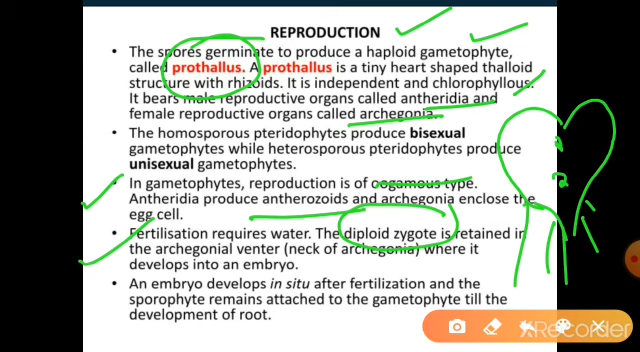 REPRODUCTION
• The spores germinate to produce a haploid gametophyte,
called prothallus. A prothallus is a tiny heart shaped thalloid
structure with rhizoids. It is independent and chlorophyllous.
It bears male reproductive organs called antheridia and
female reproductive organs called archegonia.
• The homosporous pteridophytes produce bisexual
gametophytes while heterosporous pteridophytes produce
unisexual gametophytes.
• In gametophytes, reproduction is of oogamous type.
Antheridia produce antherozoids and archegonia enclose the
egg cell.
• Fertilisation requires water. The diploid zygote is retained in
the archegonial venter (neck of archegonia) where it
develops into an embryo.
• An embryo develops in situ after fertilization and the
sporophyte remains attached to the gametophyte till the
development of root.
XRecorder